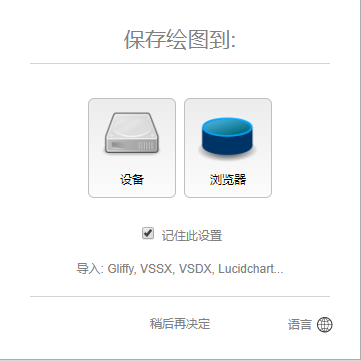 保存绘图到:
设备 浏览器
记住此设置
导入: Gliffy, VSSX, VSDX, Lucidchart...
稍后再决定 语言